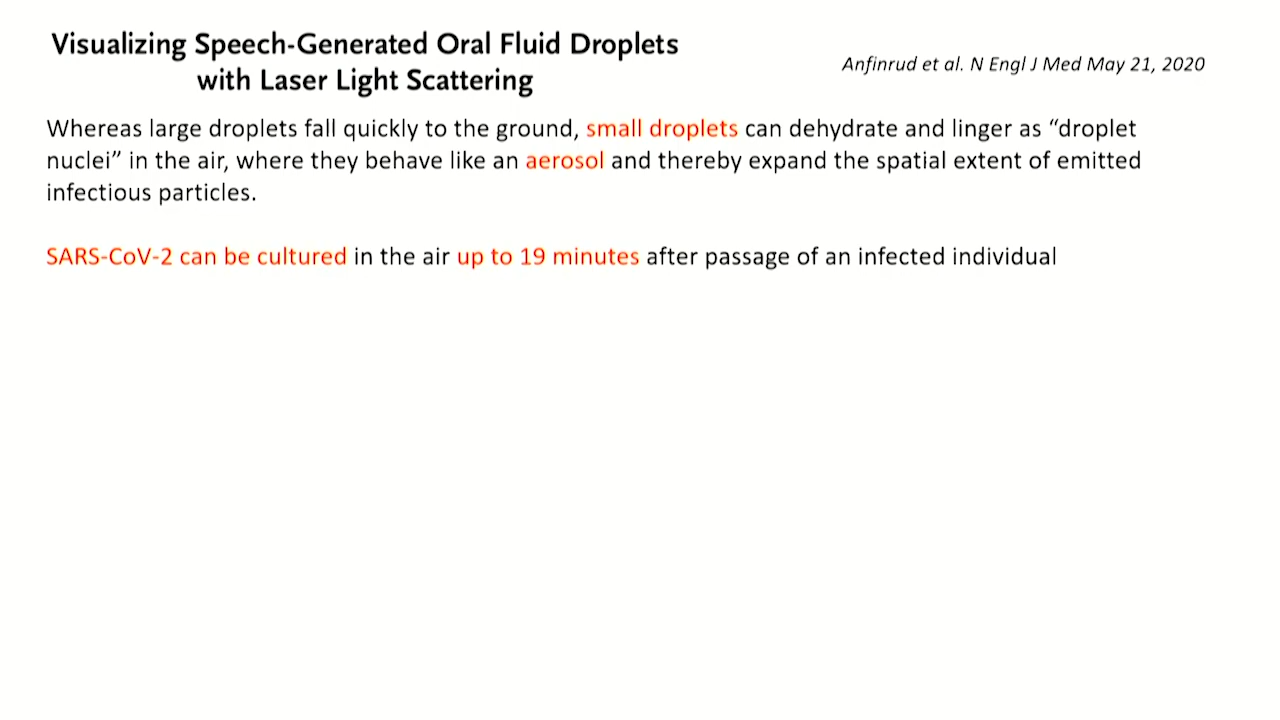 Visualizing Speech-Generated Oral Fluid Droplets
with Laser Light Scattering
Anfinrud et al. N Engl J Med May 21, 2020
Whereas large droplets fall quickly to the ground, small droplets can dehydrate and linger as “droplet
nuclei” in the air, where they behave like an aerosol and thereby expand the spatial extent of emitted
infectious particles.
SARS-CoV-2 can be cultured in the air up to 19 minutes after passage of an infected individual